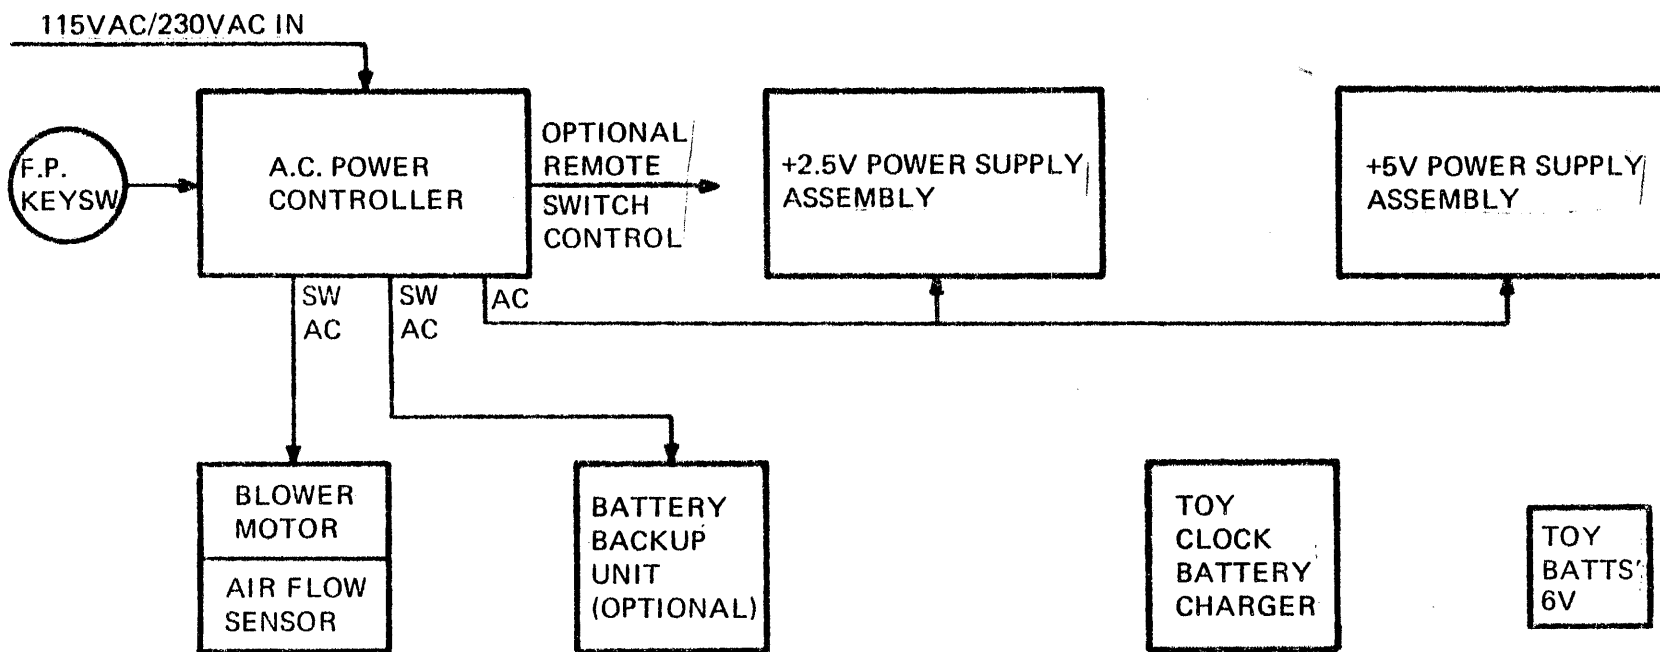 115VAC/230VAC IN
F.P.
KEYSW
A.C. POWER
CONTROLLER
OPTIONAL
REMOTE
SWITCH
CONTROL
+2.5V POWER SUPPLY
ASSEMBLY
+5V POWER SUPPLY
ASSEMBLY
SW
AC
SW
AC
AC
BLOWER
MOTOR
AIR FLOW
SENSOR
BATTERY
BACKUP
UNIT
(OPTIONAL)
TOY
CLOCK
BATTERY
CHARGER
TOY
BATTS'
6V